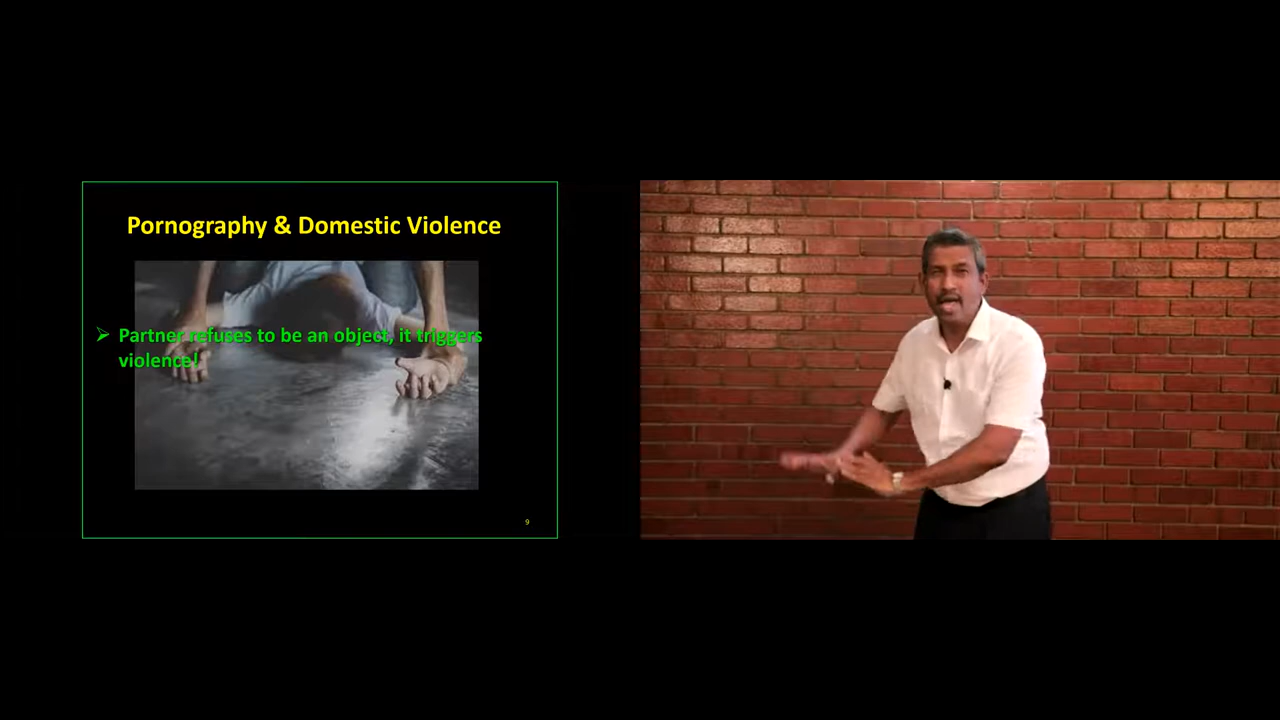 Pornography & Domestic Violence
➢ Partner refuses to be an object, it triggers
violence!
9